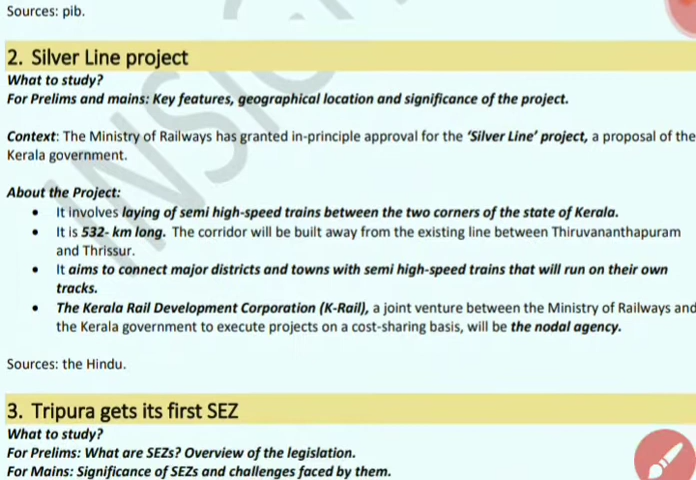 Sources: pib.
2. Silver Line project
What to study?
For Prelims and mains: Key features, geographical location and significance of the project.
Context: The Ministry of Railways has granted in-principle approval for the ‘Silver Line’ project, a proposal of the
Kerala government.
About the Project:
• It involves laying of semi high-speed trains between the two corners of the state of Kerala.
• It is 532- km long. The corridor will be built away from the existing line between Thiruvananthapuram
and Thrissur.
• It aims to connect major districts and towns with semi high-speed trains that will run on their own
tracks.
• The Kerala Rail Development Corporation (K-Rail), a joint venture between the Ministry of Railways and
the Kerala government to execute projects on a cost-sharing basis, will be the nodal agency.
Sources: the Hindu.
3. Tripura gets its first SEZ
What to study?
For Prelims: What are SEZs? Overview of the legislation.
For Mains: Significance of SEZs and challenges faced by them.